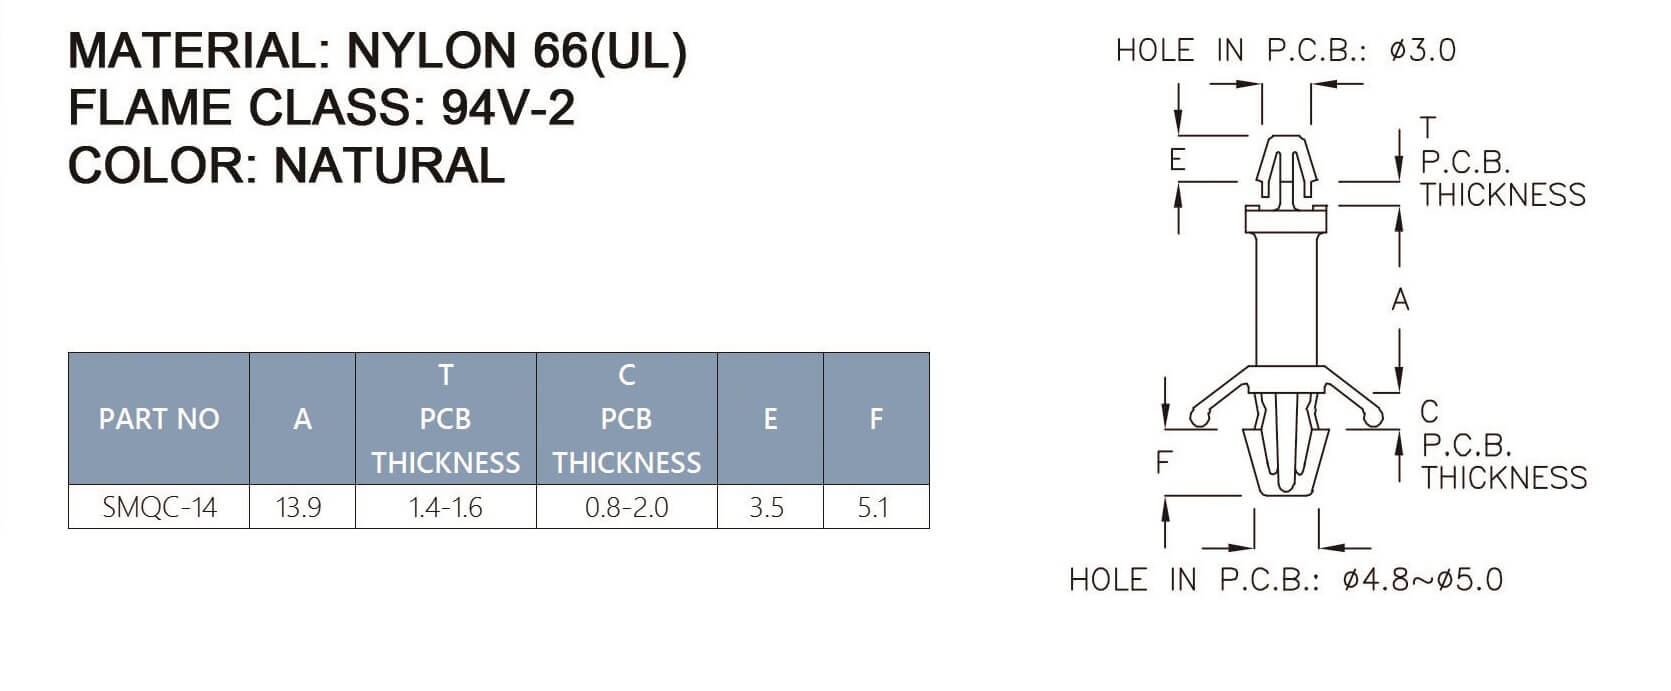 MATERIAL: NYLON 66(UL)
FLAME CLASS: 94V-2
COLOR: NATURAL
PART NO
A
T
PCB
THICKNESS
C
PCB
THICKNESS
E
F
SMQC-14
13.9
1.4-1.6
0.8-2.0
3.5
5.1
HOLE IN P.C.B.: ø3.0
E
T
P.C.B.
THICKNESS
A
C
P.C.B.
THICKNESS
F
HOLE IN P.C.B.: ø4.8~ø5.0